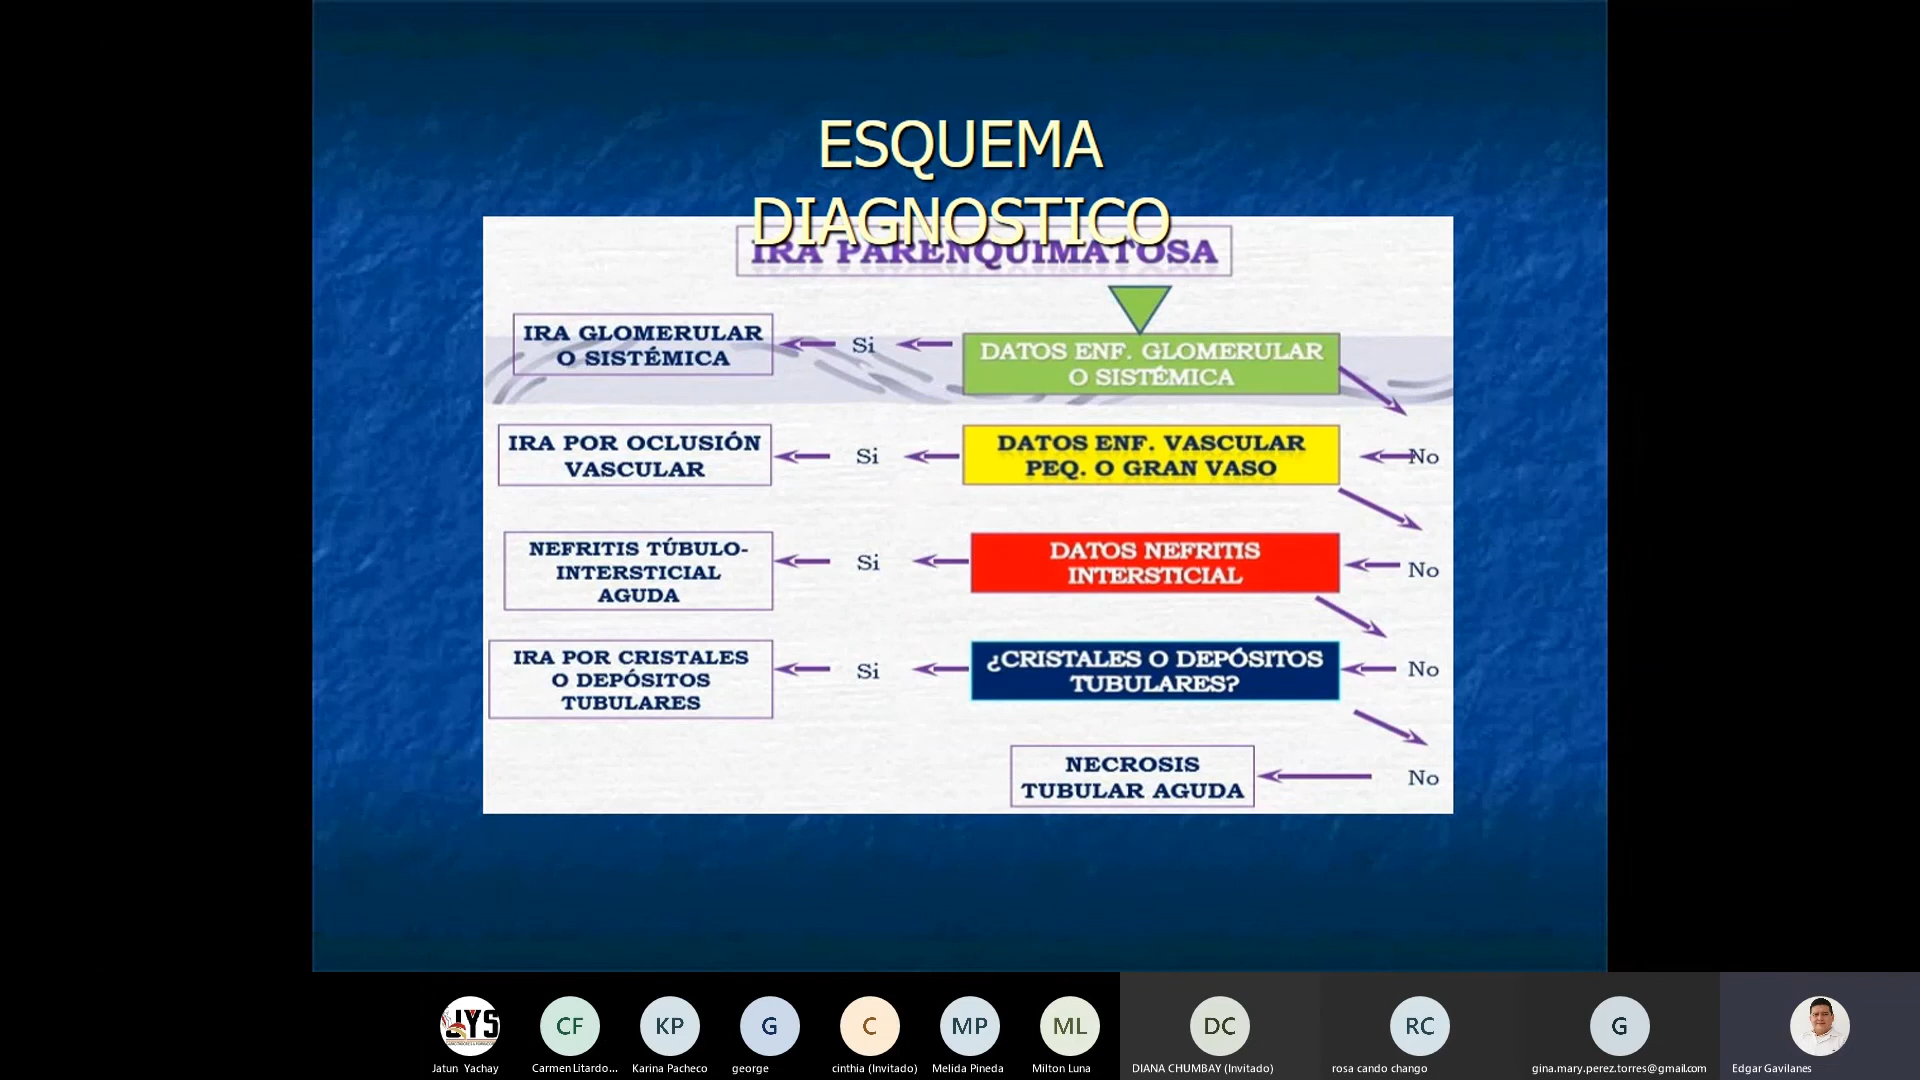 ESQUEMA
DIAGNOSTICO
IRA PARENQUIMATOSA
IRA GLOMERULAR
O SISTÉMICA
Si
DATOS ENF. GLOMERULAR
O SISTÉMICA
IRA POR OCLUSIÓN
VASCULAR
Si
DATOS ENF. VASCULAR
PEQ. O GRAN VASO
No
NEFRITIS TÚBULO-
INTERSTICIAL
AGUDA
Si
DATOS NEFRITIS
INTERSTICIAL
No
IRA POR CRISTALES
O DEPÓSITOS
TUBULARES
Si
¿CRISTALES O DEPÓSITOS
TUBULARES?
No
NECROSIS
TUBULAR AGUDA
No
JYS
CF
KP
G
C
MP
ML
DC
RC
G
Jatun Yachay
Carmen Litardo...
Karina Pacheco
george
cinthia (Invitado)
Melida Pineda
Milton Luna
DIANA CHUMBAY (Invitado)
rosa cando chango
gina.mary.perez.torres@gmail.com
Edgar Gavilanes